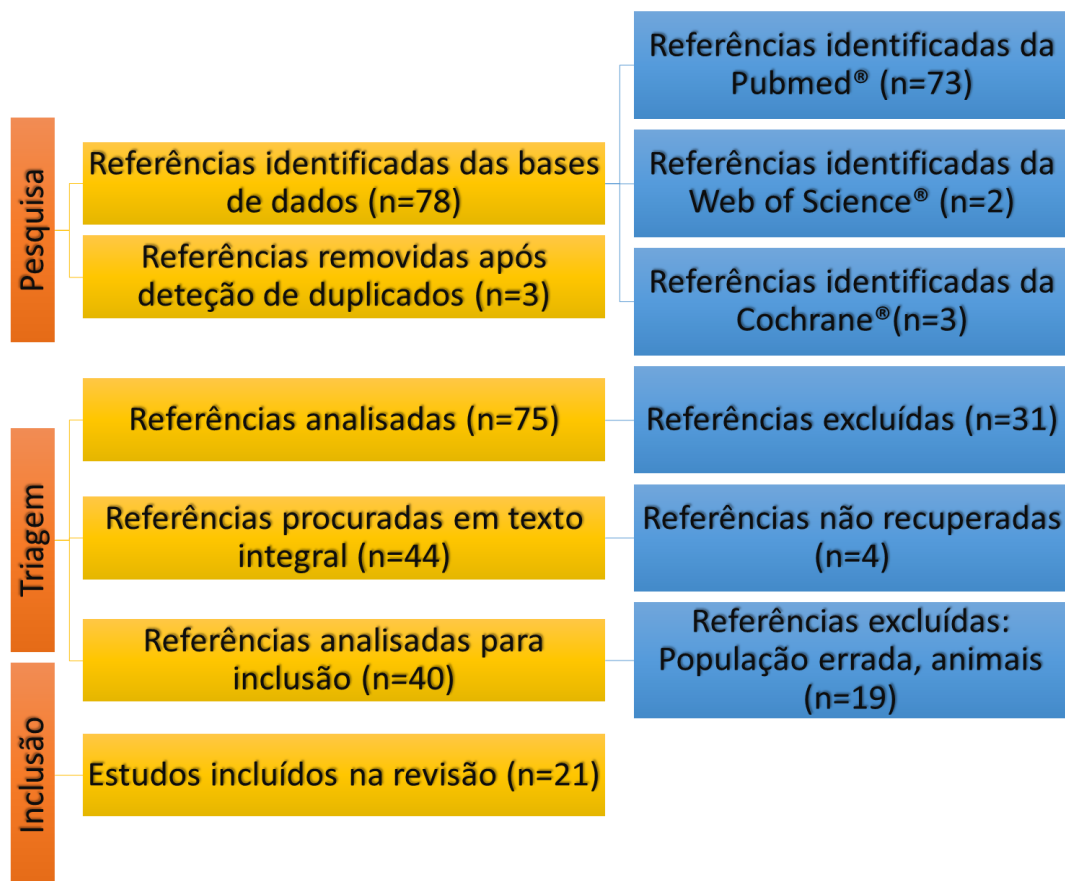 Pesquisa
Referências identificadas das bases
de dados (n=78)
Referências identificadas da
Pubmed® (n=73)
Referências identificadas da
Web of Science® (n=2)
Referências identificadas da
Cochrane®(n=3)
Referências removidas após
deteção de duplicados (n=3)
Triagem
Referências analisadas (n=75)
Referências excluídas (n=31)
Referências procuradas em texto
integral (n=44)
Referências não recuperadas
(n=4)
Referências analisadas para
inclusão (n=40)
Referências excluídas:
População errada, animais
(n=19)
Inclusão
Estudos incluídos na revisão (n=21)